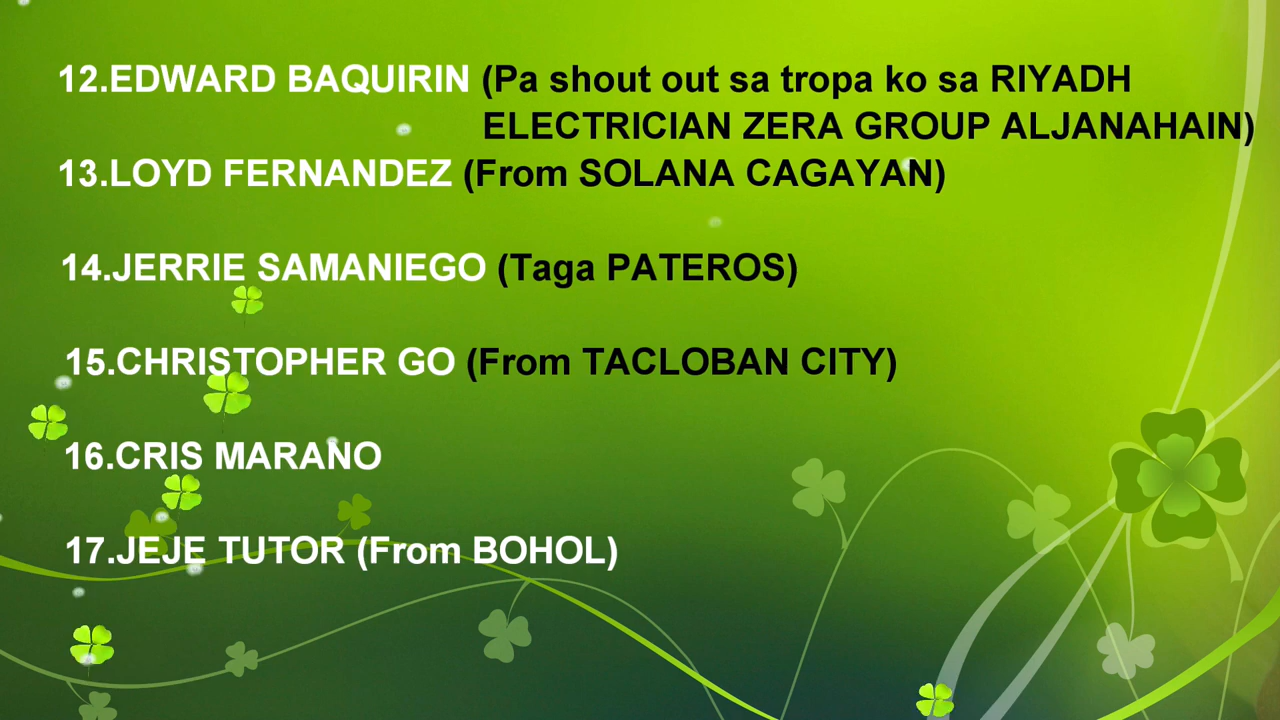 12.EDWARD BAQUIRIN (Pa shout out sa tropa ko sa RIYADH
ELECTRICIAN ZERA GROUP ALJANAHAIN)
13.LOYD FERNANDEZ (From SOLANA CAGAYAN)
14.JERRIE SAMANIEGO (Taga PATEROS)
15.CHRISTOPHER GO (From TACLOBAN CITY)
16.CRIS MARANO
17.JEJE TUTOR (From BOHOL)